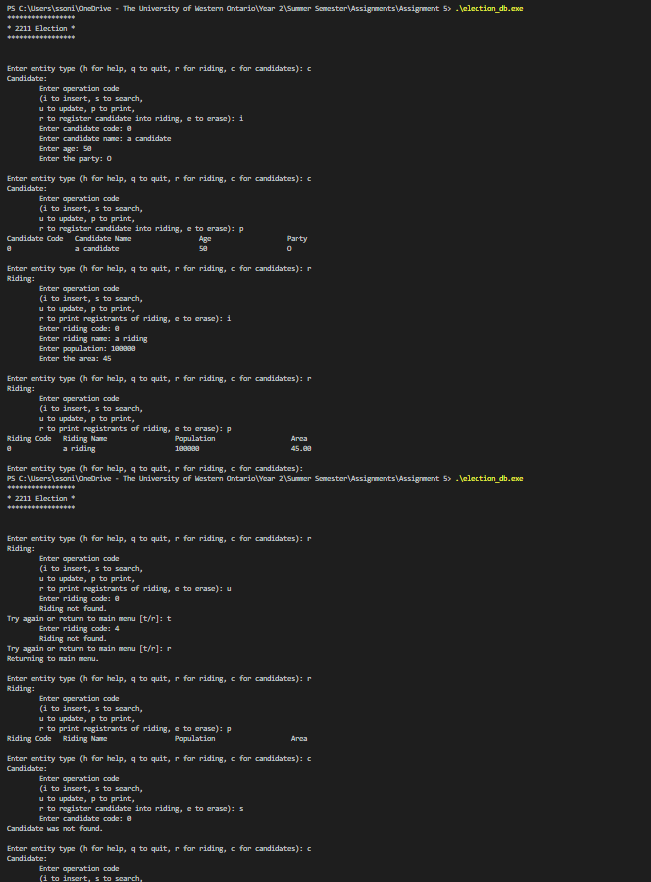 PS C:\Users\ssoni\OneDrive - The University of Western Ontario\Year 2\Summer Semester\Assignments\Assignment 5> .\election_db.exe
*****************
* 2211 Election *
*****************
Enter entity type (h for help, q to quit, r for riding, c for candidates): c
Candidate:
Enter operation code
(i to insert, s to search,
u to update, p to print,
r to register candidate into riding, e to erase): i
Enter candidate code: 0
Enter candidate name: a candidate
Enter age: 50
Enter the party: O
Enter entity type (h for help, q to quit, r for riding, c for candidates): c
Candidate:
Enter operation code
(i to insert, s to search,
u to update, p to print,
r to register candidate into riding, e to erase): p
Candidate Code Candidate Name Age Party
0 a candidate 50 O
Enter entity type (h for help, q to quit, r for riding, c for candidates): r
Riding:
Enter operation code
(i to insert, s to search,
u to update, p to print,
r to print registrants of riding, e to erase): i
Enter riding code: 0
Enter riding name: a riding
Enter population: 100000
Enter the area: 45
Enter entity type (h for help, q to quit, r for riding, c for candidates): r
Riding:
Enter operation code
(i to insert, s to search,
u to update, p to print,
r to print registrants of riding, e to erase): p
Riding Code Riding Name Population Area
0 a riding 100000 45.00
Enter entity type (h for help, q to quit, r for riding, c for candidates):
PS C:\Users\ssoni\OneDrive - The University of Western Ontario\Year 2\Summer Semester\Assignments\Assignment 5> .\election_db.exe
*****************
* 2211 Election *
*****************
Enter entity type (h for help, q to quit, r for riding, c for candidates): r
Riding:
Enter operation code
(i to insert, s to search,
u to update, p to print,
r to print registrants of riding, e to erase): u
Enter riding code: 0
Riding not found.
Try again or return to main menu [t/r]: t
Enter riding code: 4
Riding not found.
Try again or return to main menu [t/r]: r
Returning to main menu.
Enter entity type (h for help, q to quit, r for riding, c for candidates): r
Riding:
Enter operation code
(i to insert, s to search,
u to update, p to print,
r to print registrants of riding, e to erase): p
Riding Code Riding Name Population Area
Enter entity type (h for help, q to quit, r for riding, c for candidates): c
Candidate:
Enter operation code
(i to insert, s to search,
u to update, p to print,
r to register candidate into riding, e to erase): s
Enter candidate code: 0
Candidate was not found.
Enter entity type (h for help, q to quit, r for riding, c for candidates): c
Candidate:
Enter operation code
(i to insert, s to search,